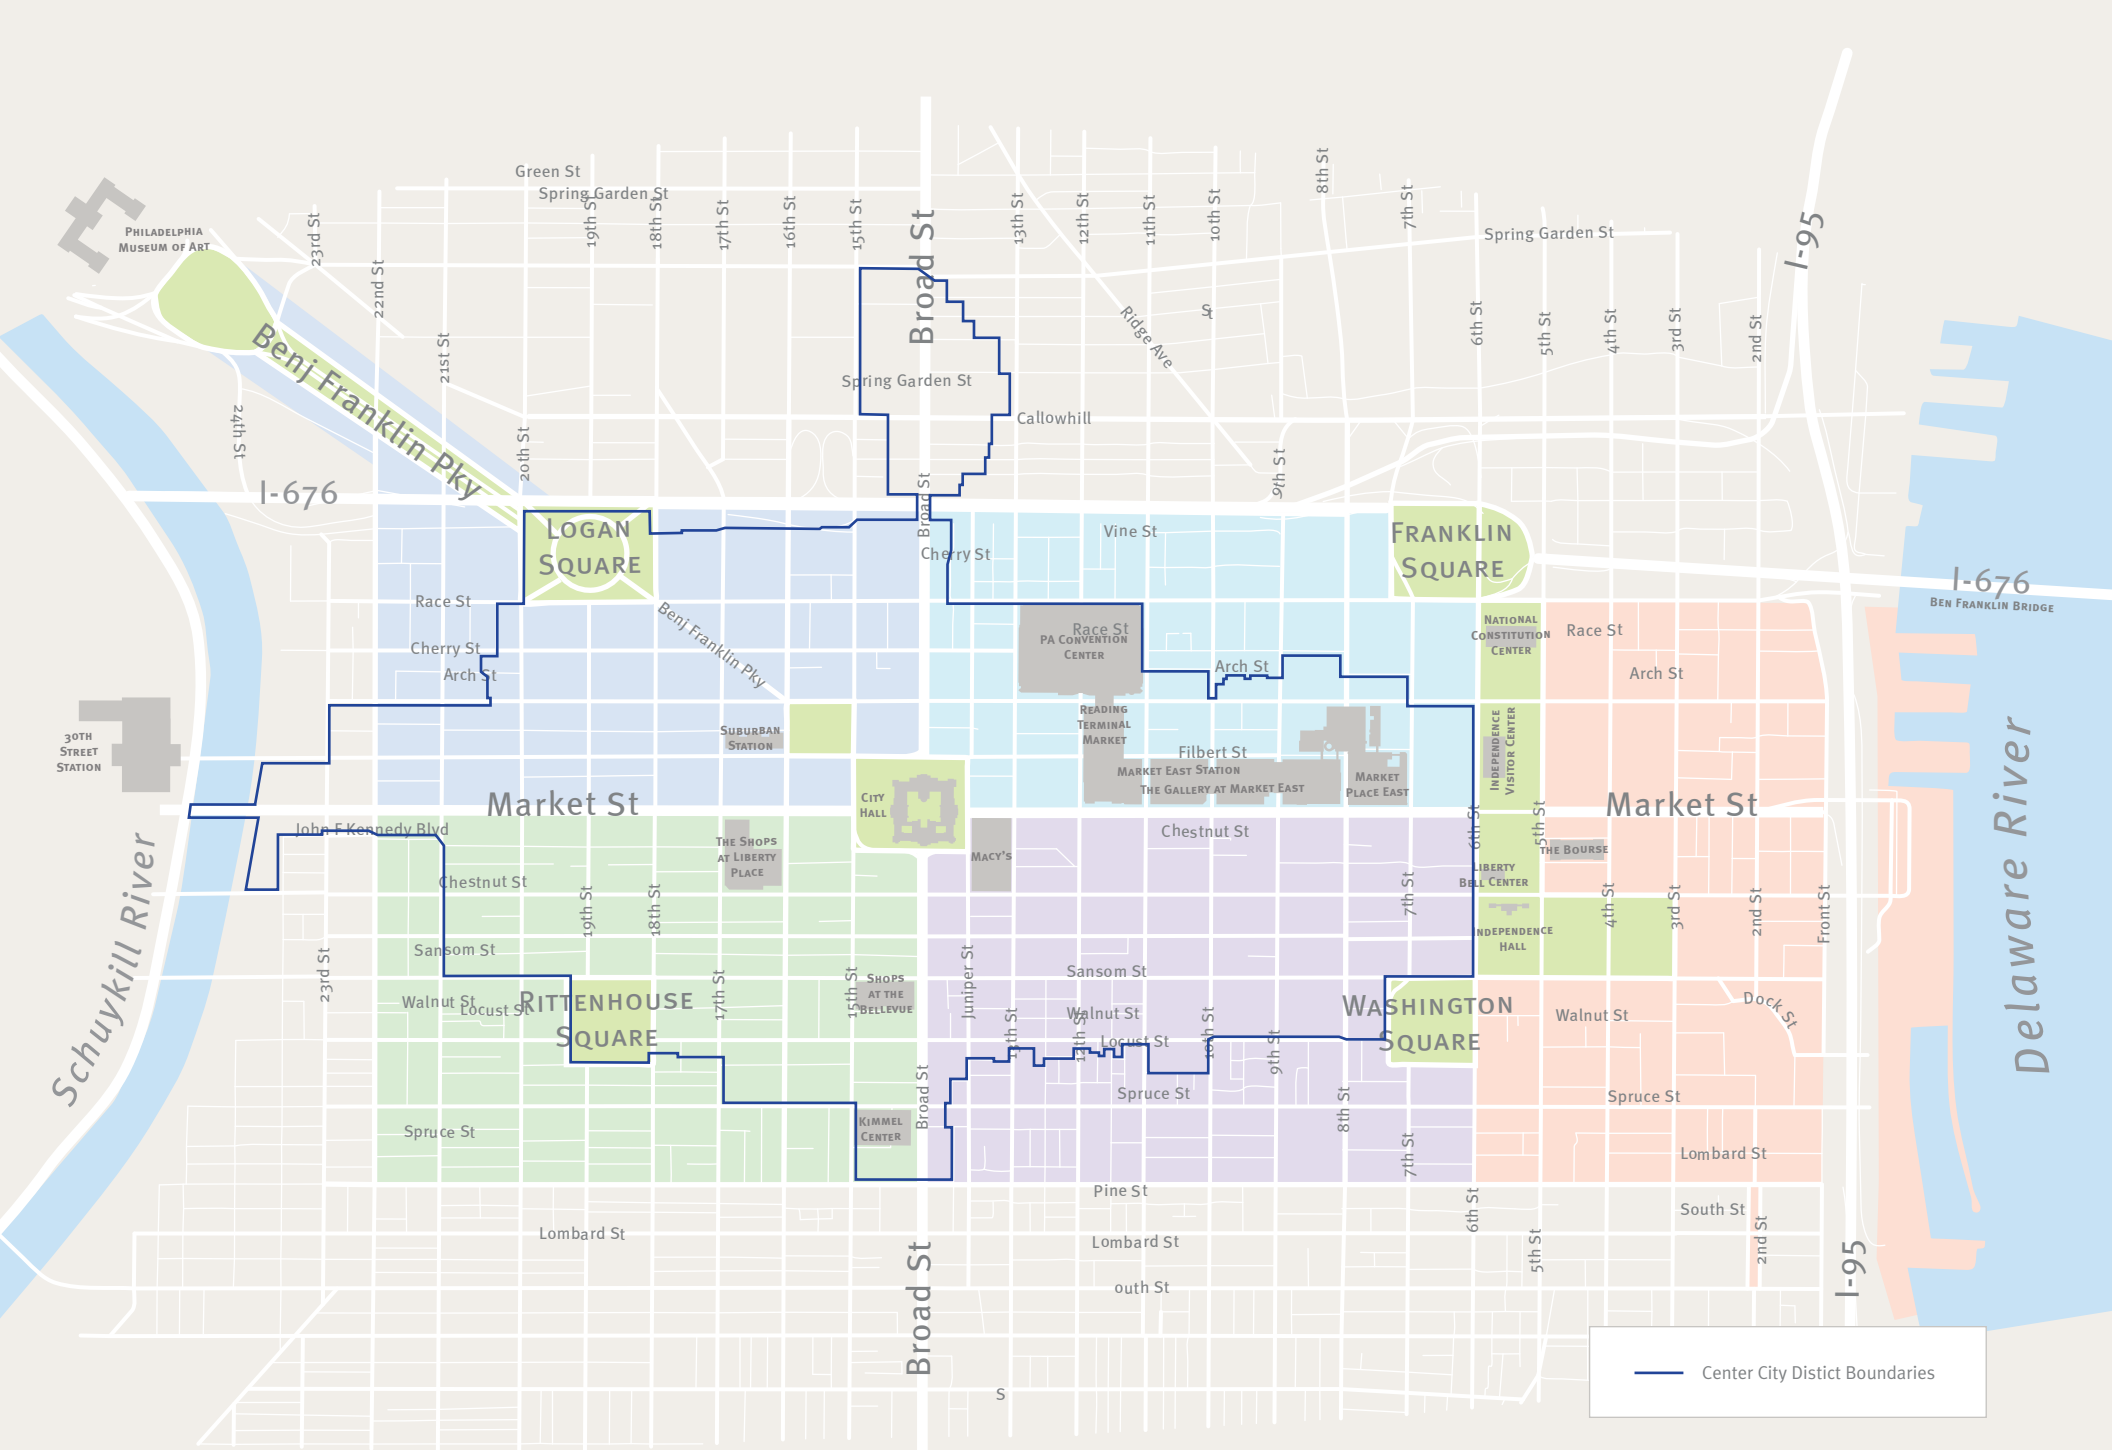 Green St
Spring Garden St
8th St
I-95
Philadelphia
Museum of Art
23rd St
22nd St
19th St
18th St
17th St
16th St
15th St
Broad St
13th St
12th St
11th St
10th St
7th St
Spring Garden St
Benj Franklin Pky
21st St
24th St
20th St
Spring Garden St
Ridge Ave
St
Callowhill
6th St
5th St
4th St
3rd St
2nd St
9th St
I-676
Logan
Square
Broad St
Cherry St
Vine St
Franklin
Square
I-676
Ben Franklin Bridge
Race St
Cherry St
Arch St
Benj Franklin Pky
Race St
PA Convention
Center
Arch St
National
Constitution
Center
Race St
Arch St
30th
Street
Station
Suburban
Station
Reading
Terminal
Market
Filbert St
Market East Station
The Gallery at Market East
Market
Place East
Independence
Visitor Center
Market St
City
Hall
Market St
John F Kennedy Blvd
The Shops
at Liberty
Place
Macy's
Chestnut St
6th St
5th St
The Bourse
Liberty
Bell Center
Chestnut St
19th St
18th St
7th St
4th St
3rd St
2nd St
Front St
Independence
Hall
Schuykill River
Delaware River
Sansom St
23rd St
Walnut St
Locust St
Rittenhouse
Square
17th St
15th St
Shops
at the
Bellevue
Juniper St
Sansom St
Walnut St
13th St
12th St
Locust St
10th St
9th St
Washington
Square
Walnut St
Dock St
Broad St
Spruce St
8th St
7th St
Spruce St
Spruce St
Kimmel
Center
Lombard St
Pine St
6th St
South St
2nd St
5th St
Lombard St
Lombard St
Broad St
outh St
I-95
S
Center City Distict Boundaries